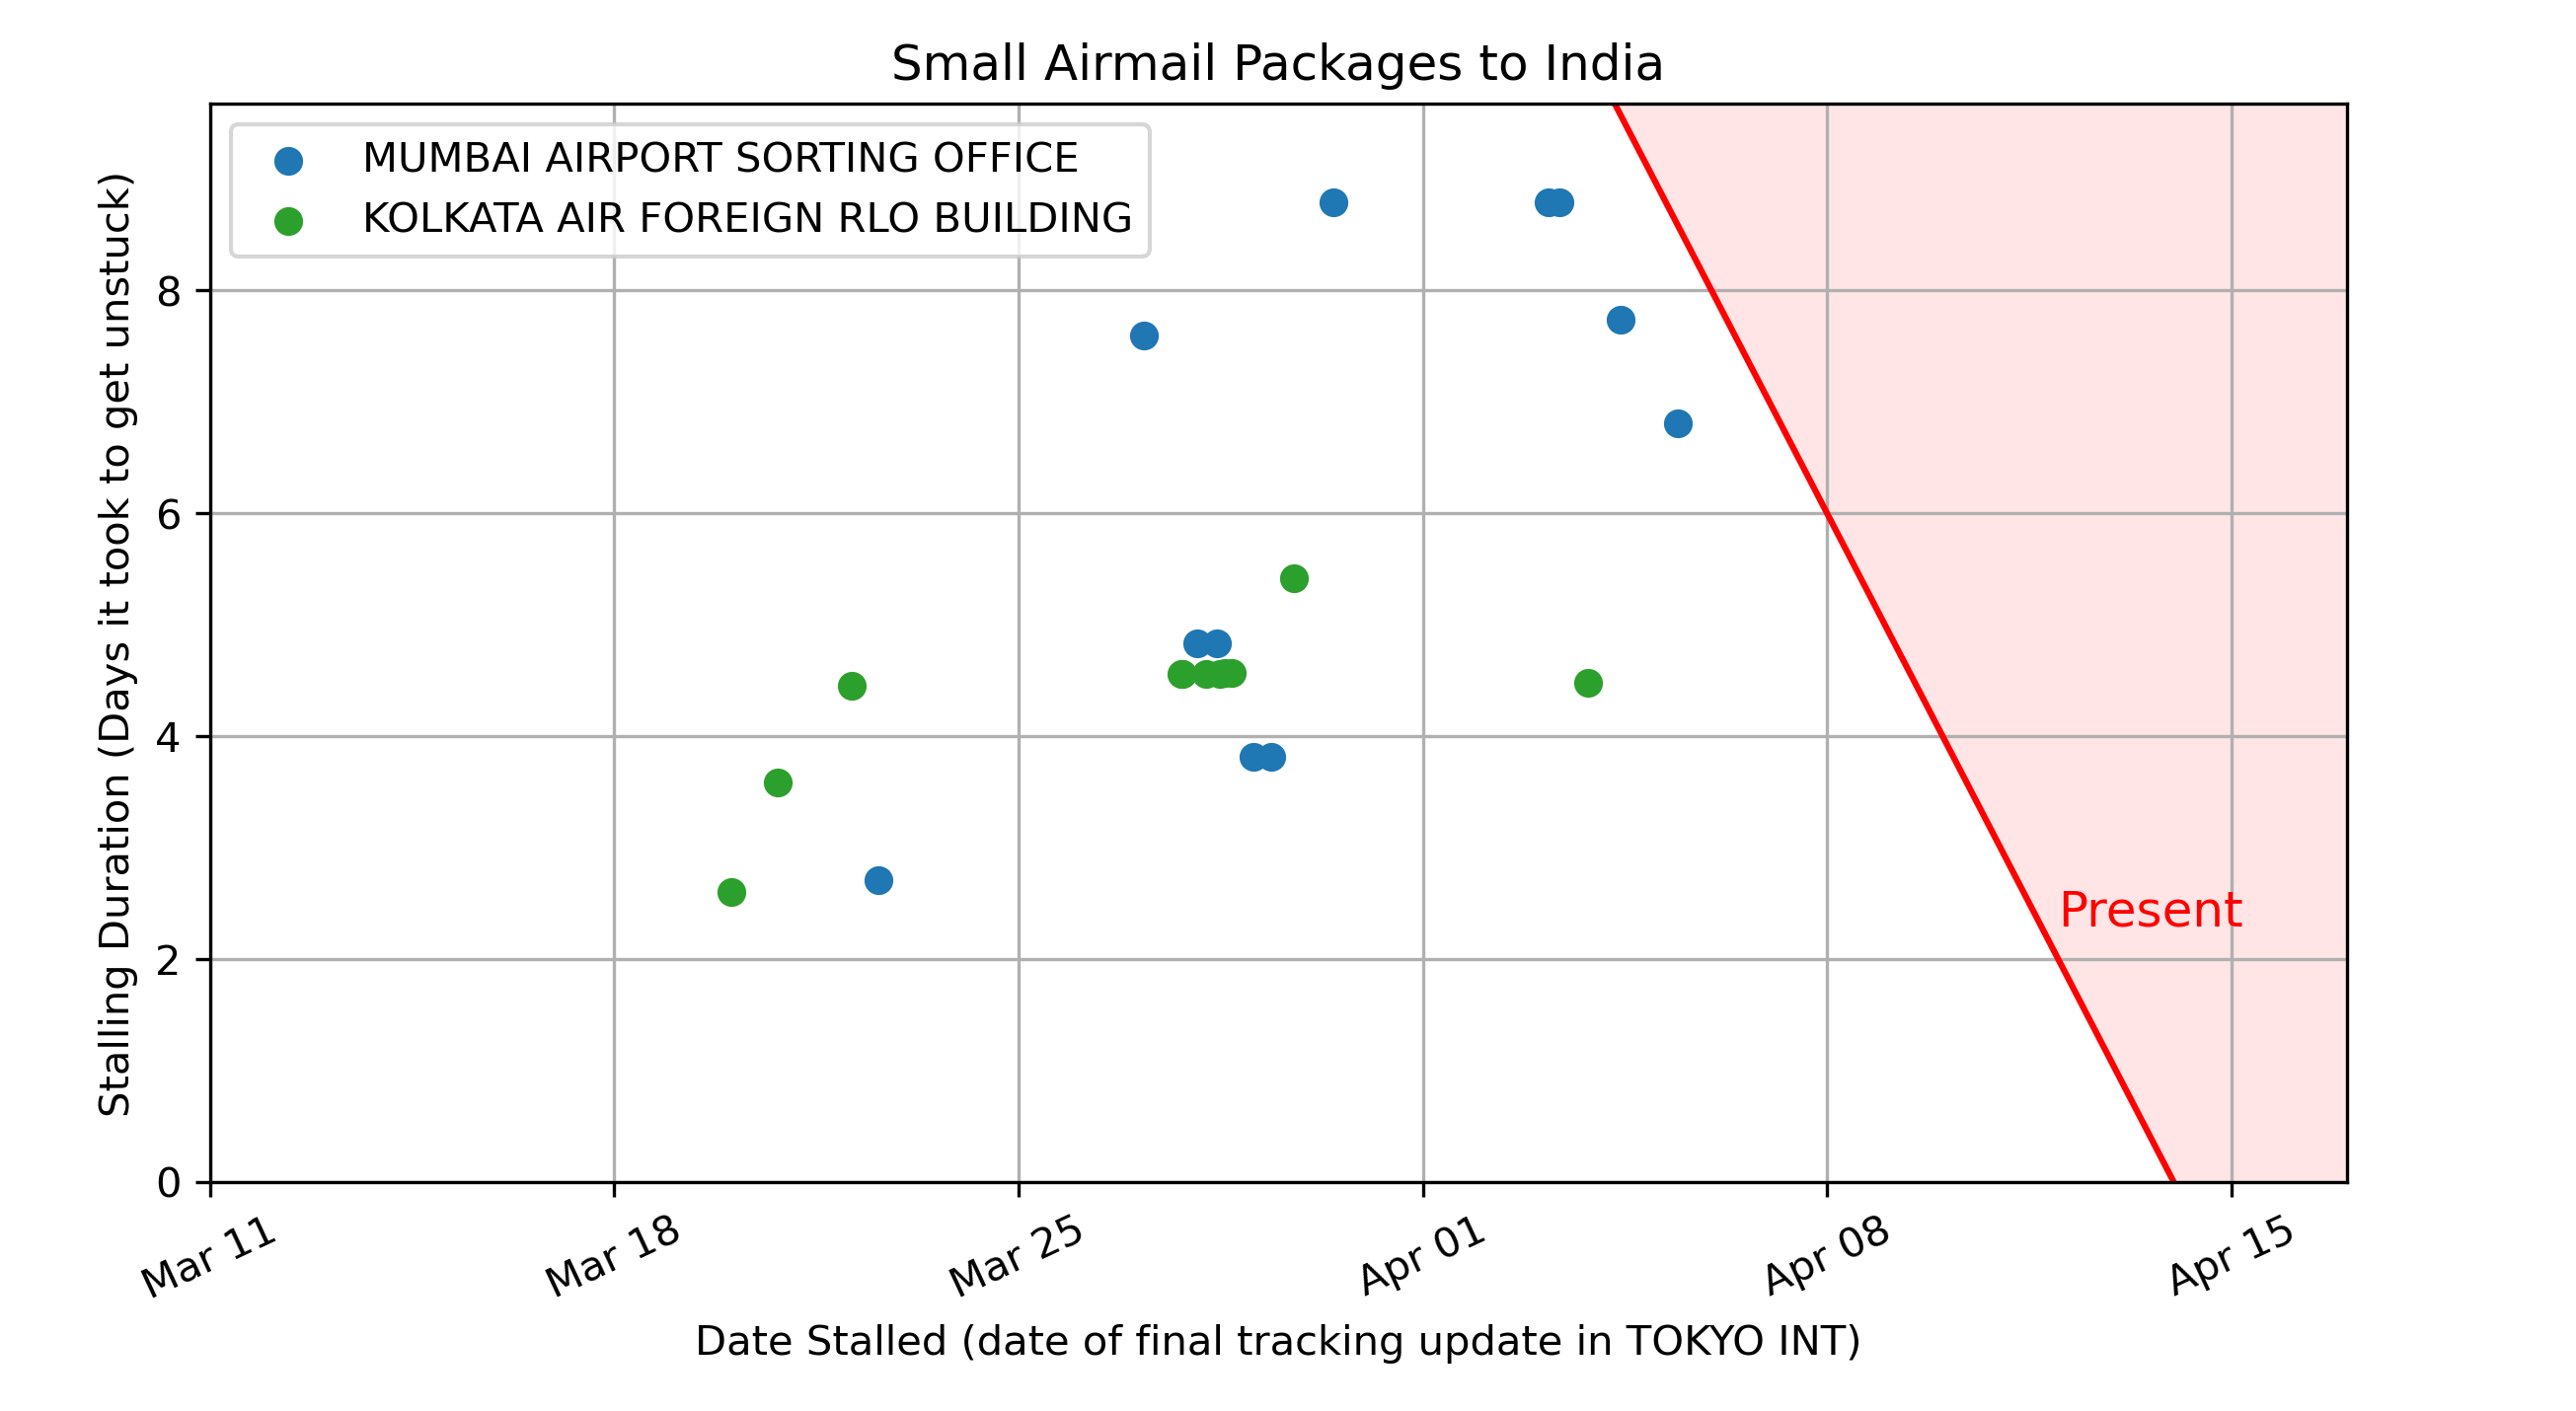 Small Airmail Packages to India
MUMBAI AIRPORT SORTING OFFICE
KOLKATA AIR FOREIGN RLO BUILDING
Stalling Duration (Days it took to get unstuck)
8
6
4
2
0
Present
Mar 11
Mar 18
Mar 25
Apr 01
Apr 08
Apr 15
Date Stalled (date of final tracking update in TOKYO INT)